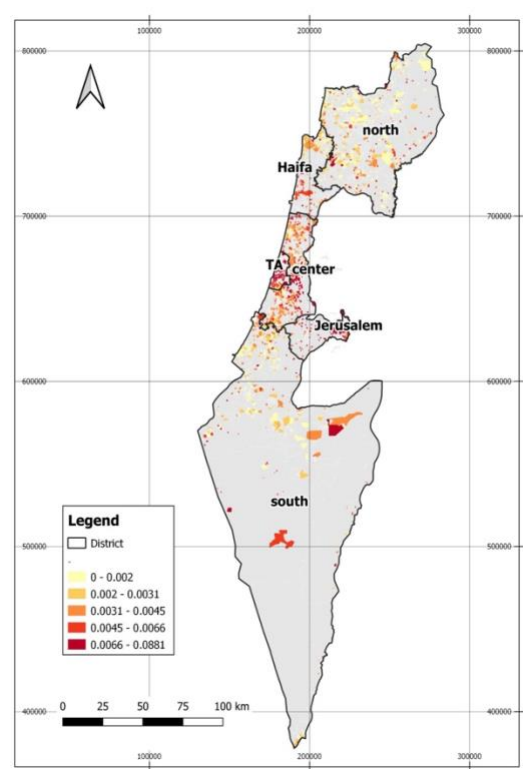 100000 200000 300000
800000 800000
north
Haifa
700000 700000
TA center
Jerusalem
600000 600000
south
Legend
District
0 - 0.002
0.002 - 0.0031
0.0031 - 0.0045
0.0045 - 0.0066
0.0066 - 0.0881
500000 500000
0 25 50 75 100 km
400000 400000
100000 200000 300000